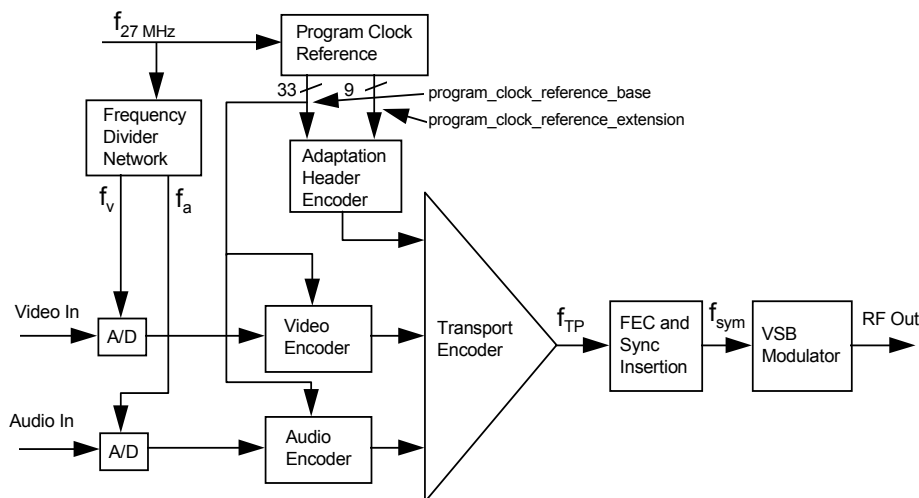 f27 MHz
Program Clock
Reference
33
9
program_clock_reference_base
program_clock_reference_extension
Frequency
Divider
Network
Adaptation
Header
Encoder
fv
fa
Video In
A/D
Video
Encoder
Transport
Encoder
fTP
FEC and
Sync
Insertion
fsym
VSB
Modulator
RF Out
Audio In
A/D
Audio
Encoder